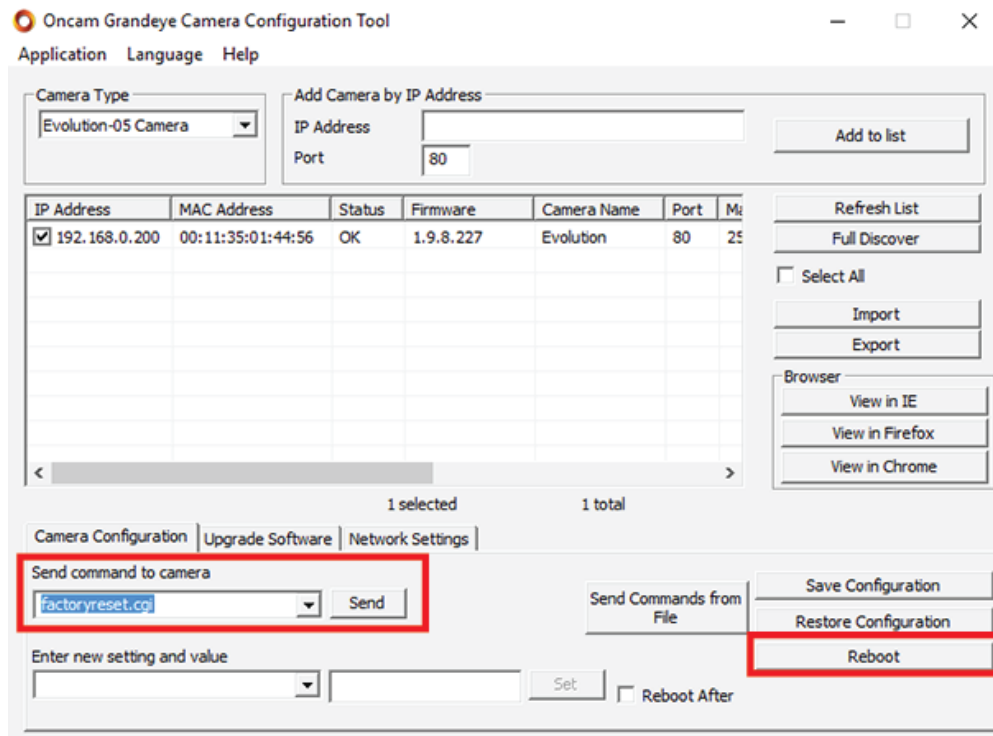 Oncam Grandeye Camera Configuration Tool
Application Language Help
Camera Type
Evolution-05 Camera
Add Camera by IP Address
IP Address
Port
80
Add to list
IP Address MAC Address Status Firmware Camera Name Port Ma
192.168.0.200 00:11:35:01:44:56 OK 1.9.8.227 Evolution 80 25
1 selected 1 total
Refresh List
Full Discover
Select All
Import
Export
Browser
View in IE
View in Firefox
View in Chrome
Camera Configuration Upgrade Software Network Settings
Send command to camera
factoryreset.cgi Send
Enter new setting and value
Set Reboot After
Send Commands from
File
Save Configuration
Restore Configuration
Reboot